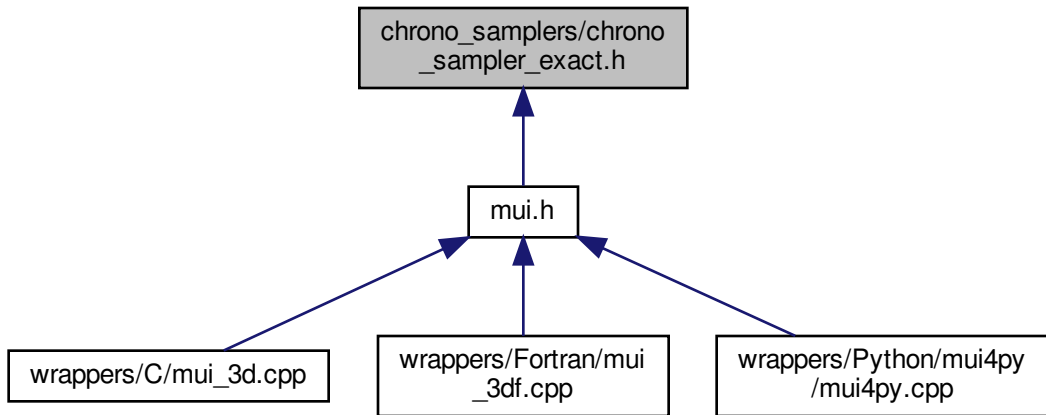 chrono_samplers/chrono
_sampler_exact.h
mui.h
wrappers/C/mui_3d.cpp
wrappers/Fortran/mui
_3df.cpp
wrappers/Python/mui4py
/mui4py.cpp